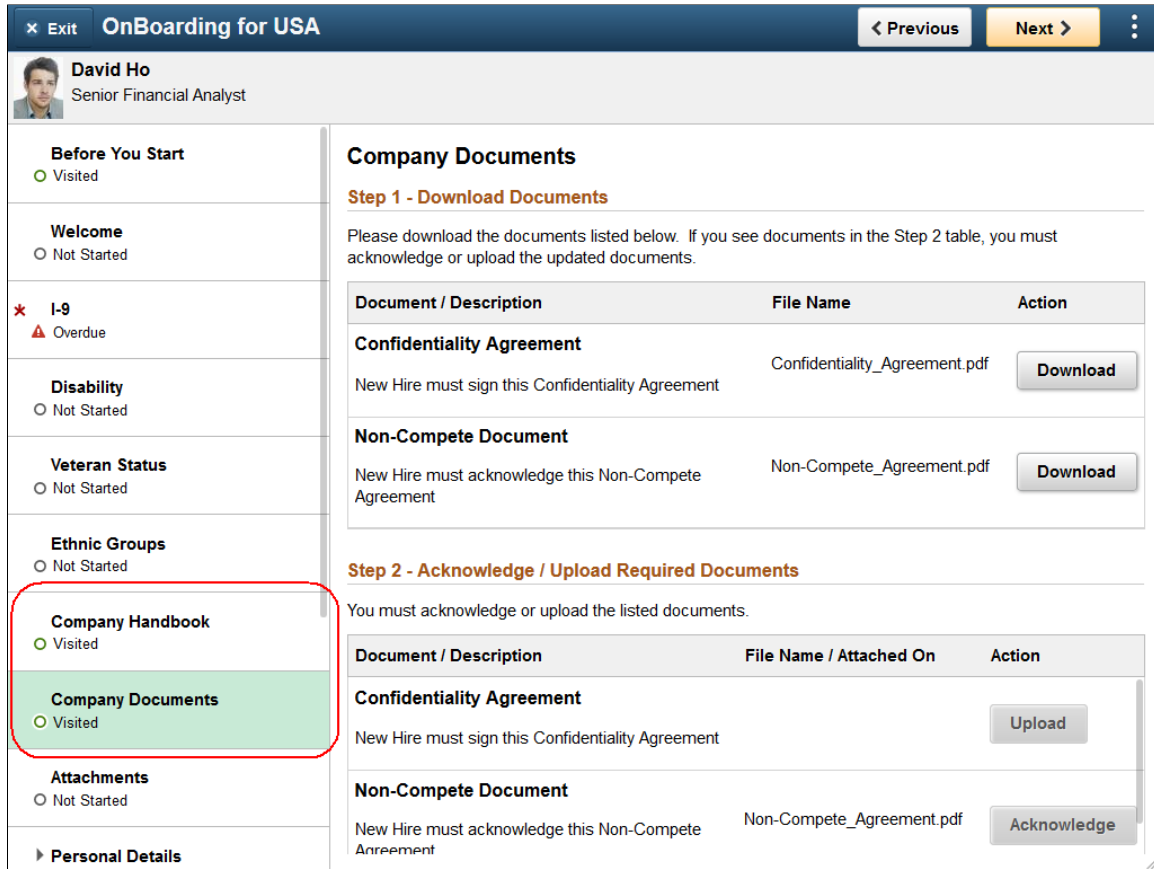 × Exit
OnBoarding for USA
Previous
Next
David Ho
Senior Financial Analyst
Before You Start
Visited
Welcome
Not Started
I-9
Overdue
Disability
Not Started
Veteran Status
Not Started
Ethnic Groups
Not Started
Company Handbook
Visited
Company Documents
Visited
Attachments
Not Started
Personal Details
Company Documents
Step 1 - Download Documents
Please download the documents listed below. If you see documents in the Step 2 table, you must
acknowledge or upload the updated documents.
Document / Description File Name Action
Confidentiality Agreement
New Hire must sign this Confidentiality Agreement
Confidentiality_Agreement.pdf
Download
Non-Compete Document
New Hire must acknowledge this Non-Compete
Agreement
Non-Compete_Agreement.pdf
Download
Step 2 - Acknowledge / Upload Required Documents
You must acknowledge or upload the listed documents.
Document / Description File Name / Attached On Action
Confidentiality Agreement
New Hire must sign this Confidentiality Agreement
Upload
Non-Compete Document
New Hire must acknowledge this Non-Compete
Agreement
Non-Compete_Agreement.pdf
Acknowledge